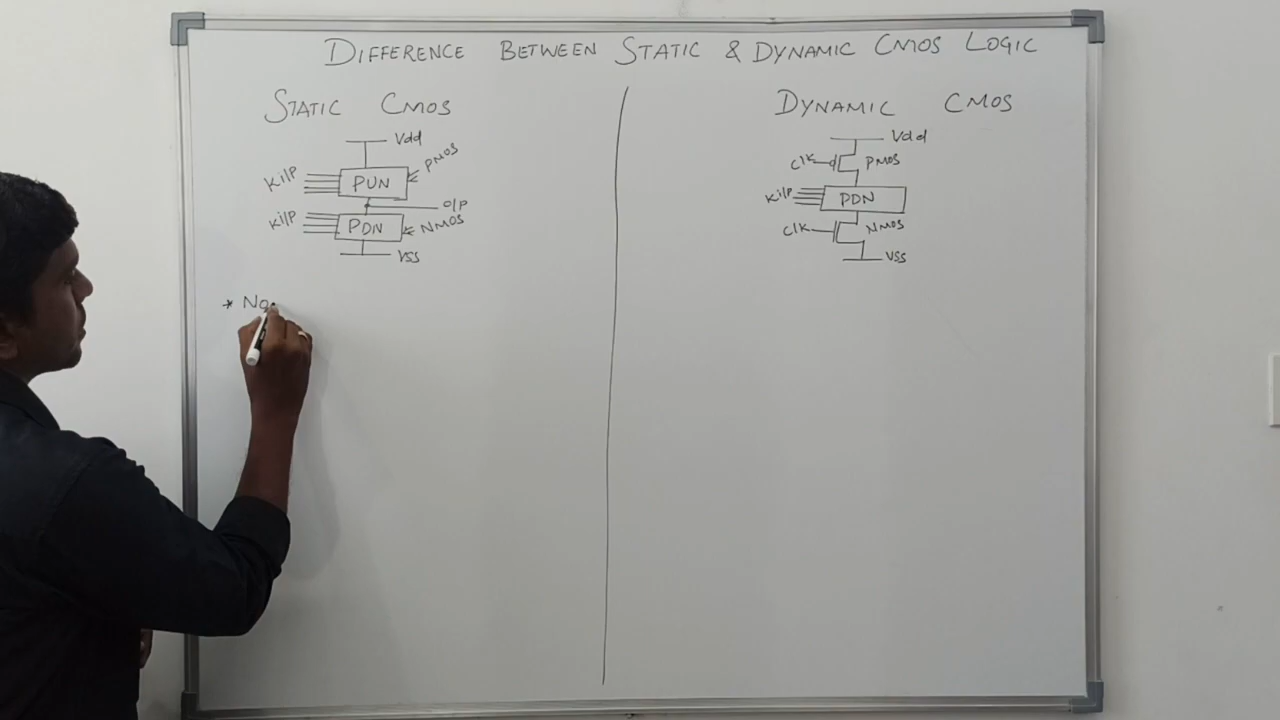 DIFFERENCE BETWEEN STATIC & DYNAMIC CMOS LOGIC
STATIC CMOS
Vdd
PMOS
K i/P
PUN
O/P
K i/P
PDN
NMOS
VSS
* No
DYNAMIC CMOS
Vdd
Clk
PMOS
K i/P
PDN
Clk
NMOS
VSS